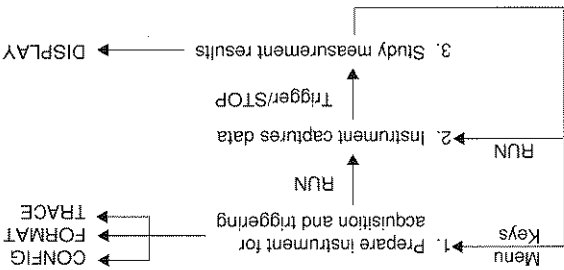 Menu
Keys
1. Prepare instrument for
acquisition and triggering
CONFIG
FORMAT
TRACE
RUN
RUN
2. Instrument captures data
Trigger/STOP
3. Study measurement results
DISPLAY